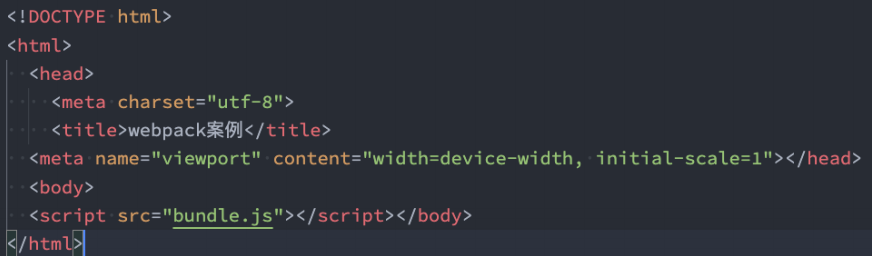 <!DOCTYPE html>
<html>
  <head>
    <meta charset="utf-8">
    <title>webpack案例</title>
  <meta name="viewport" content="width=device-width, initial-scale=1"></head>
  <body>
  <script src="bundle.js"></script></body>
</html>